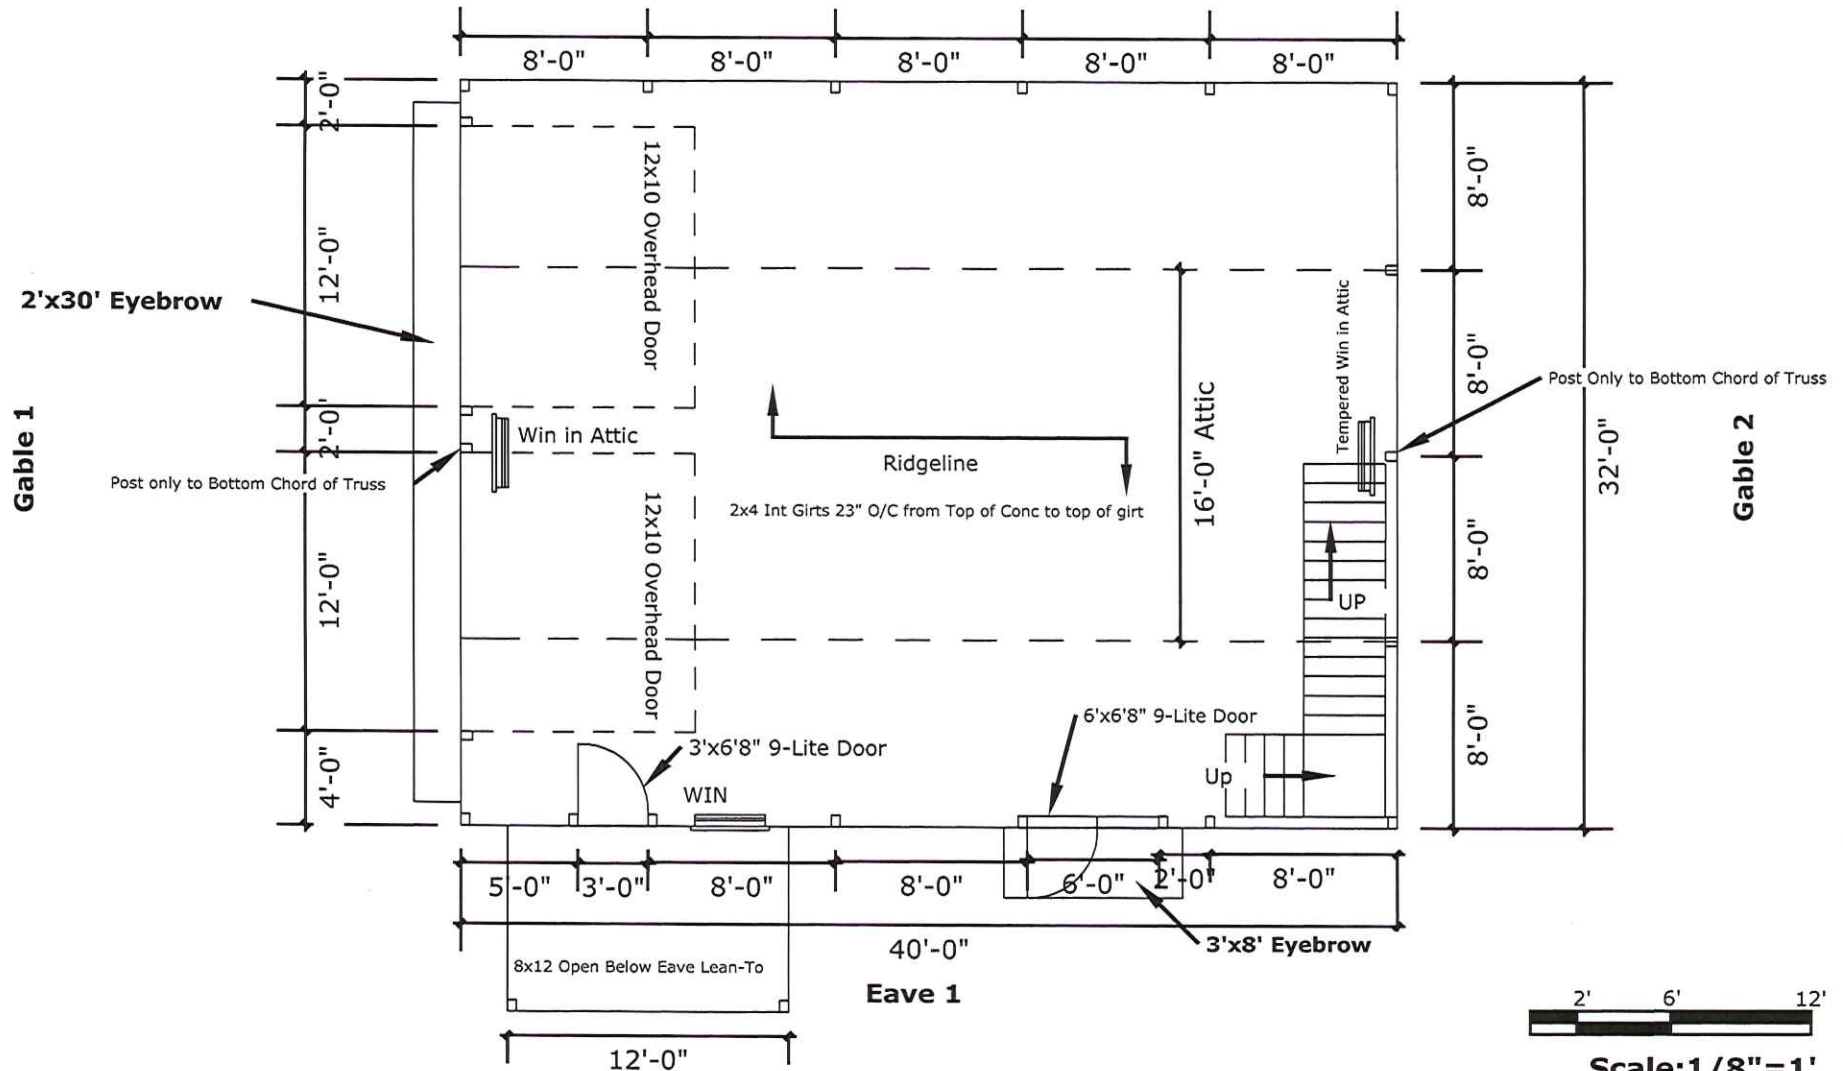 8'-0" 8'-0" 8'-0" 8'-0" 8'-0"
2'-0"
12'-0"
2'-0"
12'-0"
4'-0"
Gable 1
2'x30' Eyebrow
Post only to Bottom Chord of Truss
12x10 Overhead Door
Win in Attic
12x10 Overhead Door
Ridgeline
2x4 Int Girts 23" O/C from Top of Conc to top of girt
16'-0" Attic
Tempered Win in Attic
Post Only to Bottom Chord of Truss
8'-0"
8'-0"
8'-0"
8'-0"
32'-0"
Gable 2
UP
Up
3'x6'8" 9-Lite Door
WIN
6'x6'8" 9-Lite Door
5'-0" 3'-0" 8'-0" 8'-0" 6'-0" 2'-0" 8'-0"
40'-0"
3'x8' Eyebrow
8x12 Open Below Eave Lean-To
Eave 1
12'-0"
2' 6' 12'
Scale:1/8"=1'